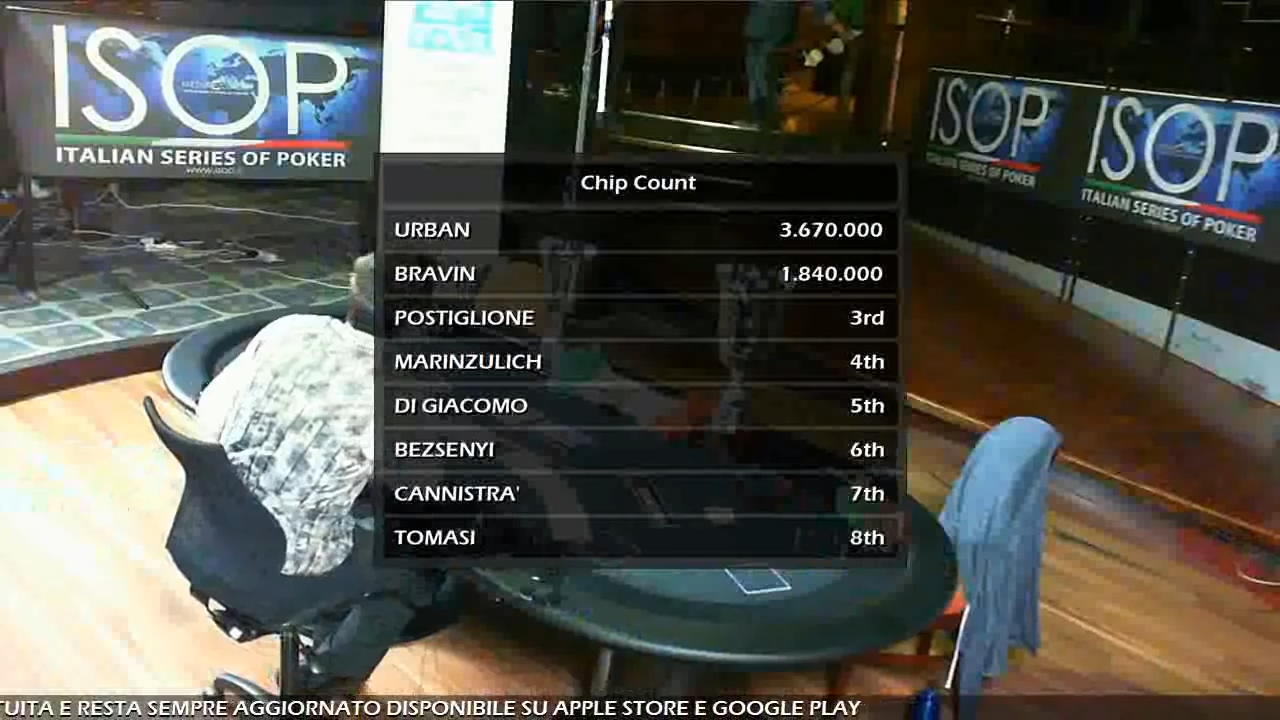 ISOP
ITALIAN SERIES OF POKER
ISOP
ITALIAN SERIES OF POKER
ISOP
ITALIAN SERIES OF POKER
Chip Count
URBAN 3.670.000
BRAVIN 1.840.000
POSTIGLIONE 3rd
MARINZULICH 4th
DI GIACOMO 5th
BEZSENYI 6th
CANNISTRA' 7th
TOMASI 8th
TUITA E RESTA SEMPRE AGGIORNATO DISPONIBILE SU APPLE STORE E GOOGLE PLAY